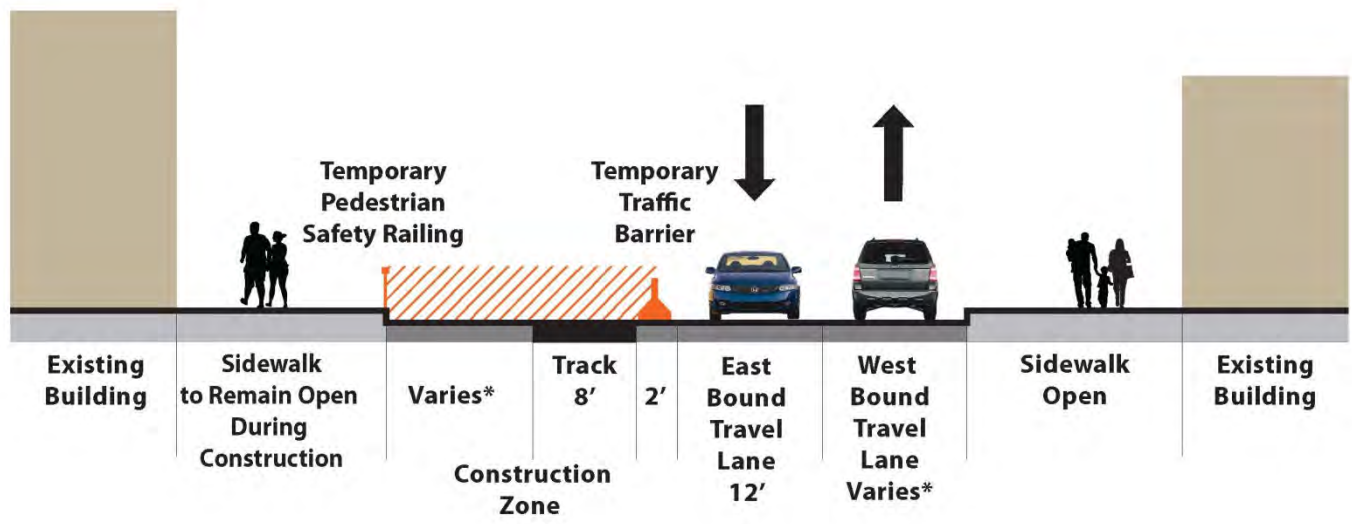 Temporary
Pedestrian
Safety Railing
Temporary
Traffic
Barrier
Existing
Building
Sidewalk
to Remain Open
During
Construction
Varies*
Track
8’
2’
Construction
Zone
East
Bound
Travel
Lane
12’
West
Bound
Travel
Lane
Varies*
Sidewalk
Open
Existing
Building